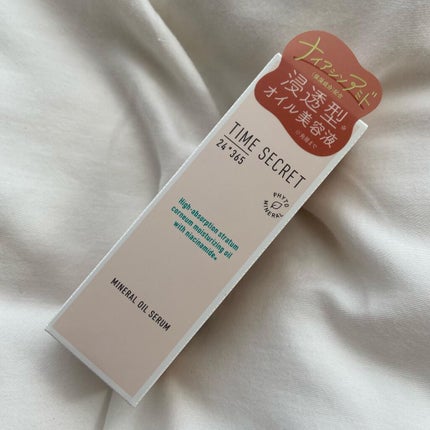 ナイアシンアミド
浸透型*
オイル美容液
TIME SECRET
24*365
PHYTO
MINERAL
High-absorption stratum
corneum moisturizing oil
with niacinamide*
MINERAL OIL SERUM